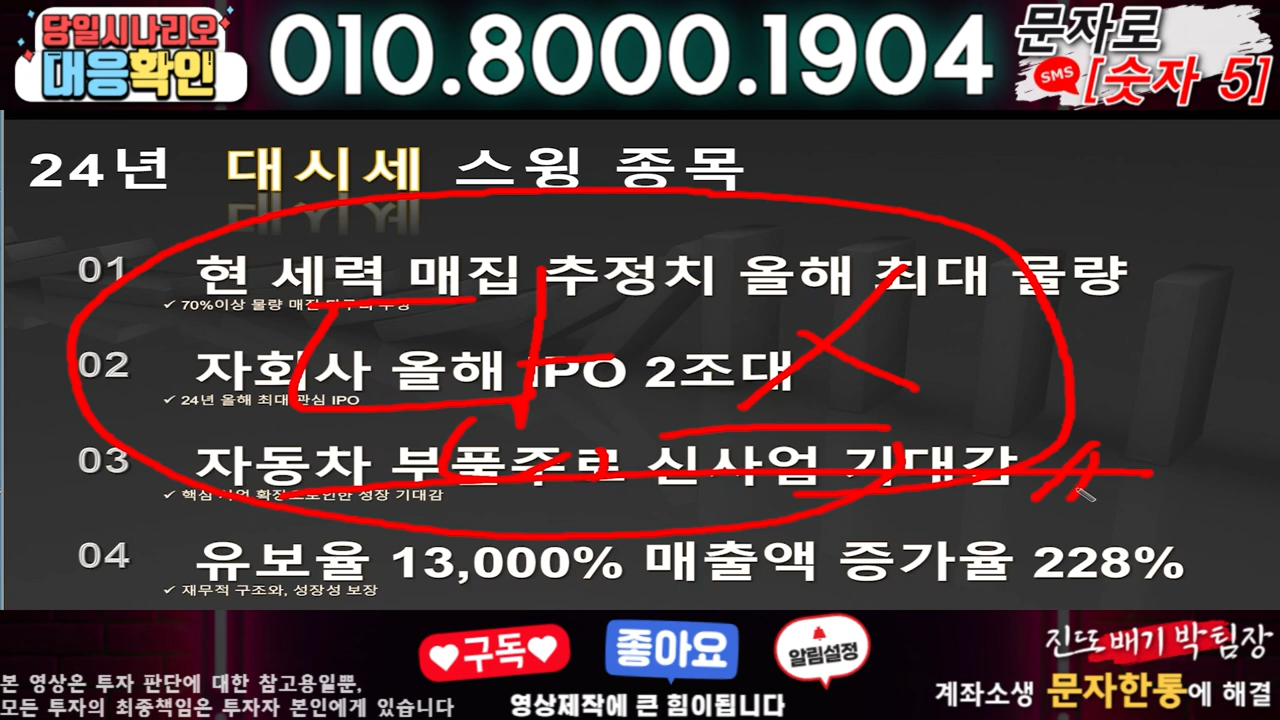 당일시나리오
대응확인
010.8000.1904
문자로
SMS
[숫자 5]
24년 대시세 스윙 종목
01 현 세력 매집 추정치 올해 최대 물량
✓ 70%이상 물량 매집
02 자회사 올해 IPO 2조대
✓ 24년 올해 최대 관심 IPO
03 자동차 부품주로 신사업 기대감
✓ 핵심 사업 확장으로인한 성장 기대감
04 유보율 13,000% 매출액 증가율 228%
✓ 재무적 구조와, 성장성 보장
구독
좋아요
알림설정
영상제작에 큰 힘이됩니다
본 영상은 투자 판단에 대한 참고용일뿐,
모든 투자의 최종책임은 투자자 본인에게 있습니다
진또배기 박팀장
계좌소생 문자한통에 해결